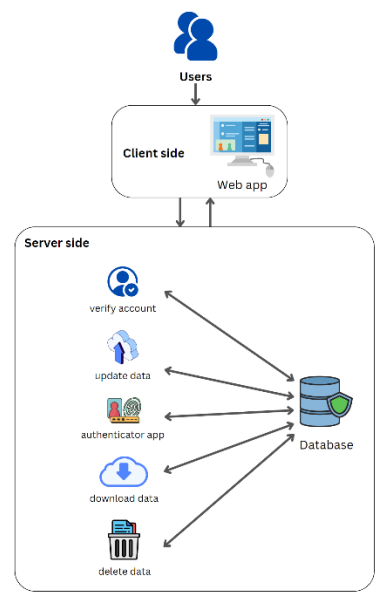 Users
Client side
Web app
Server side
verify account
update data
authenticator app
Database
download data
delete data